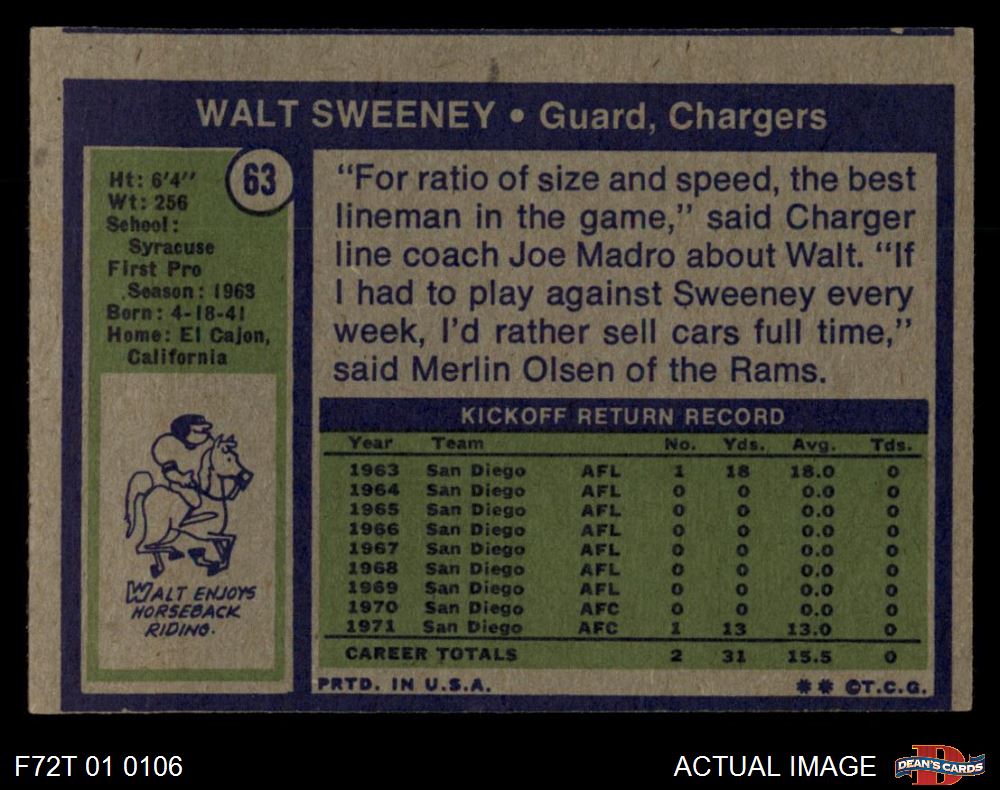 WALT SWEENEY • Guard, Chargers
63
Ht: 6'4"
Wt: 256
School:
Syracuse
First Pro
Season: 1963
Born: 4-18-41
Home: El Cajon,
California
WALT ENJOYS
HORSEBACK
RIDING.
"For ratio of size and speed, the best
lineman in the game," said Charger
line coach Joe Madro about Walt. "If
I had to play against Sweeney every
week, I'd rather sell cars full time,"
said Merlin Olsen of the Rams.
KICKOFF RETURN RECORD
Year Team No. Yds. Avg. Tds.
1963 San Diego AFL 1 18 18.0 0
1964 San Diego AFL 0 0 0.0 0
1965 San Diego AFL 0 0 0.0 0
1966 San Diego AFL 0 0 0.0 0
1967 San Diego AFL 0 0 0.0 0
1968 San Diego AFL 0 0 0.0 0
1969 San Diego AFL 0 0 0.0 0
1970 San Diego AFC 0 0 0.0 0
1971 San Diego AFC 1 13 13.0 0
CAREER TOTALS 2 31 15.5 0
PRTD. IN U.S.A. ** ©T.C.G.
F72T 01 0106 ACTUAL IMAGE D DEAN'S CARDS